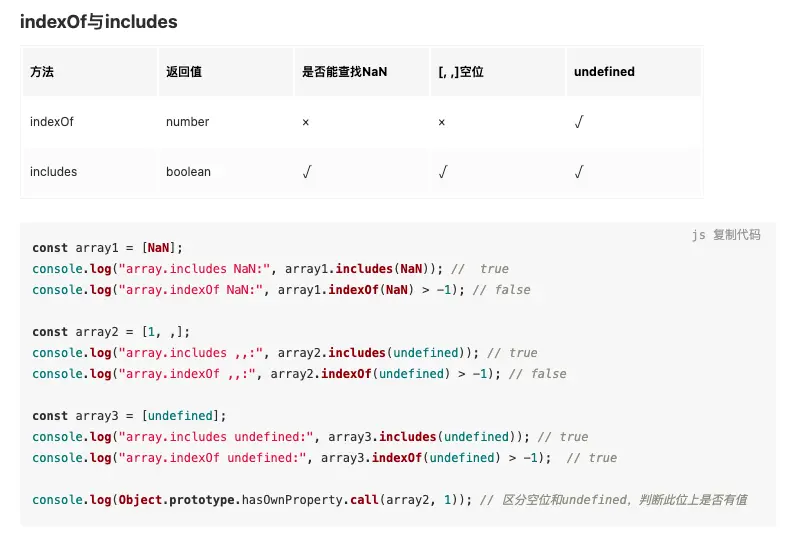 indexOf与includes
方法 返回值 是否能查找NaN [, ,]空位 undefined
indexOf number × × √
includes boolean √ √ √
js 复制代码
const array1 = [NaN];
console.log("array.includes NaN:", array1.includes(NaN)); //  true
console.log("array.indexOf NaN:", array1.indexOf(NaN) > -1); // false
const array2 = [1, ,];
console.log("array.includes ,,:", array2.includes(undefined)); // true
console.log("array.indexOf ,,:", array2.indexOf(undefined) > -1); // false
const array3 = [undefined];
console.log("array.includes undefined:", array3.includes(undefined)); // true
console.log("array.indexOf undefined:", array3.indexOf(undefined) > -1);  // true
console.log(Object.prototype.hasOwnProperty.call(array2, 1)); // 区分空位和undefined, 判断此位上是否有值